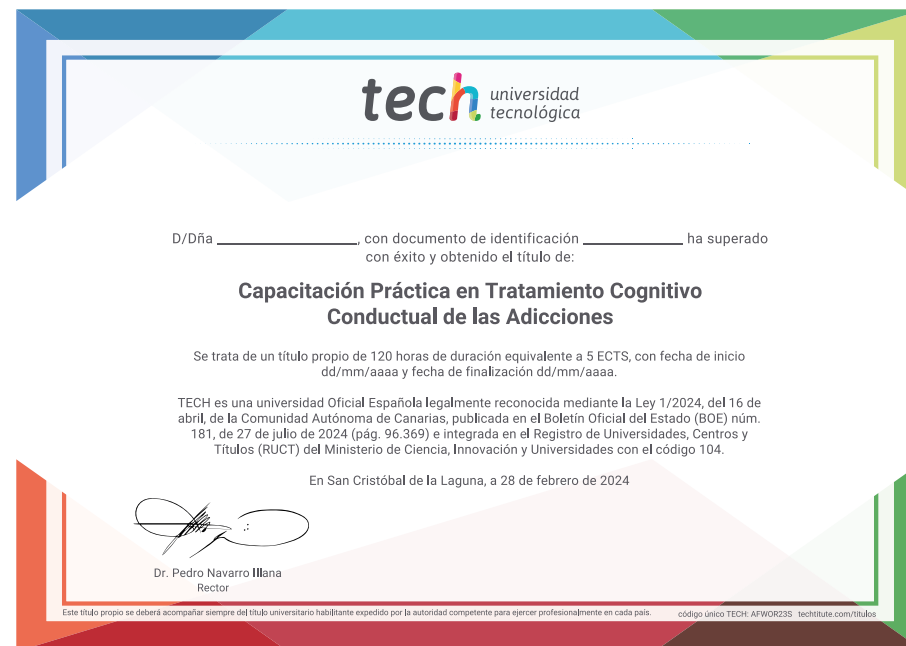 tech universidad
tecnológica
D/Dña ____________, con documento de identificación ____________ ha superado
con éxito y obtenido el título de:
Capacitación Práctica en Tratamiento Cognitivo
Conductual de las Adicciones
Se trata de un título propio de 120 horas de duración equivalente a 5 ECTS, con fecha de inicio
dd/mm/aaaa y fecha de finalización dd/mm/aaaa.
TECH es una universidad Oficial Española legalmente reconocida mediante la Ley 1/2024, del 16 de
abril, de la Comunidad Autónoma de Canarias, publicada en el Boletín Oficial del Estado (BOE) núm.
181, de 27 de julio de 2024 (pág. 96.369) e integrada en el Registro de Universidades, Centros y
Títulos (RUCT) del Ministerio de Ciencia, Innovación y Universidades con el código 104.
En San Cristóbal de la Laguna, a 28 de febrero de 2024
Dr. Pedro Navarro Illana
Rector
Este título propio se deberá acompañar siempre del título universitario habilitante expedido por la autoridad competente para ejercer profesionalmente en cada país.
código único TECH: AFWOR23S techtitute.com/titulos